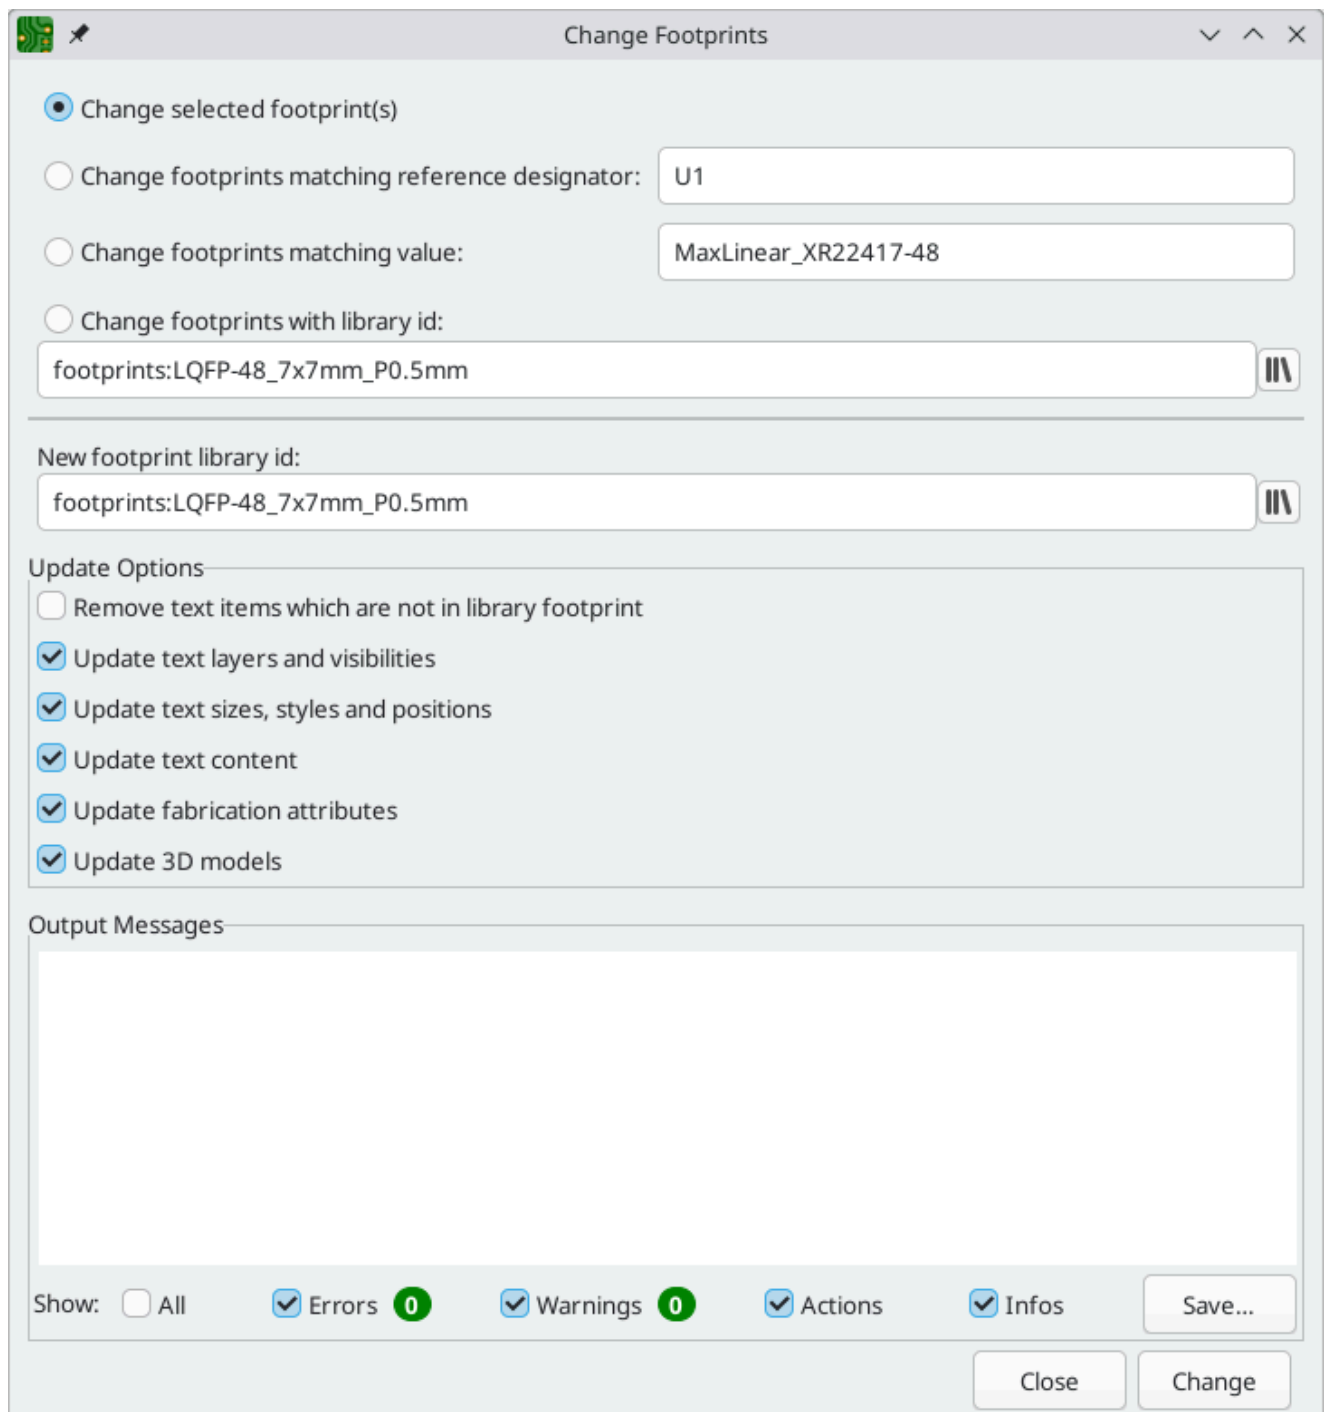 Change Footprints
Change selected footprint(s)
Change footprints matching reference designator: U1
Change footprints matching value: MaxLinear_XR22417-48
Change footprints with library id:
footprints:LQFP-48_7x7mm_P0.5mm
New footprint library id:
footprints:LQFP-48_7x7mm_P0.5mm
Update Options
Remove text items which are not in library footprint
Update text layers and visibilities
Update text sizes, styles and positions
Update text content
Update fabrication attributes
Update 3D models
Output Messages
Show: All Errors 0 Warnings 0 Actions Infos Save...
Close Change